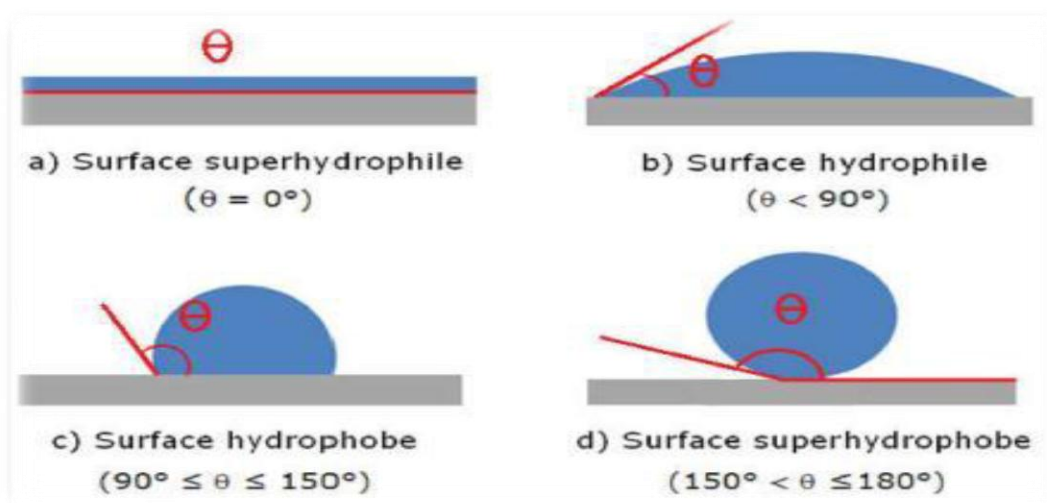 θ
θ
a) Surface superhydrophile
(θ = 0°)
b) Surface hydrophile
(θ < 90°)
θ
θ
c) Surface hydrophobe
(90° ≤ θ ≤ 150°)
d) Surface superhydrophobe
(150° < θ ≤180°)